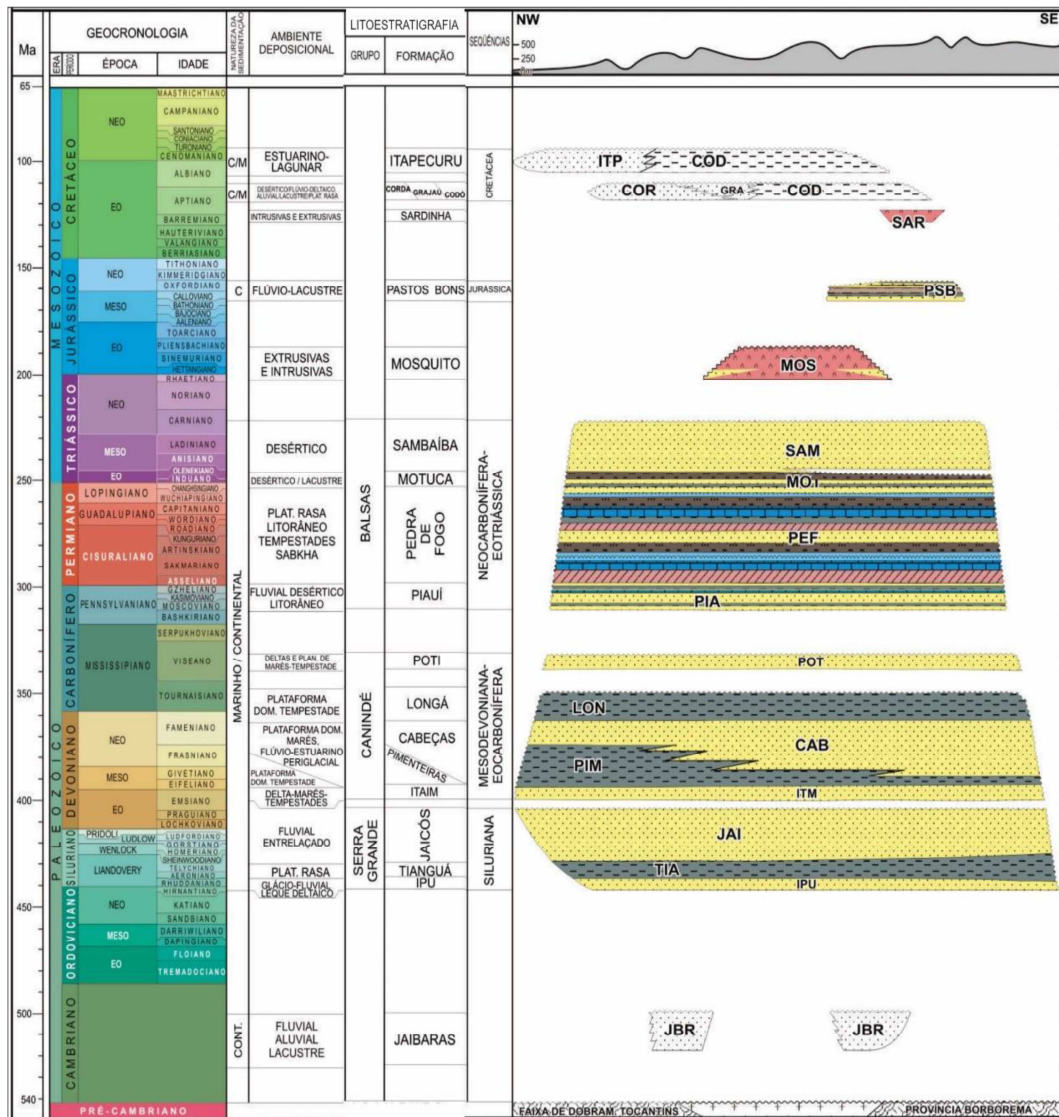 Ma
GEOCRONOLOGIA
ERA
PERÍODO
ÉPOCA
IDADE
NATUREZA DA SEDIMENTAÇÃO
AMBIENTE
DEPOSICIONAL
LITOESTRATIGRAFIA
GRUPO
FORMAÇÃO
SEQÜÊNCIAS
NW
SE
500
250
65
100
150
200
250
300
350
400
450
500
540
MESOZÓICO
PALEOZÓICO
CRETÁCEO
JURÁSSICO
TRIÁSSICO
PERMIANO
CARBONÍFERO
DEVONIANO
SILURIANO
ORDOVICIANO
CAMBRIANO
PRÉ-CAMBRIANO
NEO
EO
NEO
MESO
EO
NEO
MESO
EO
LOPINGIANO
GUADALUPIANO
CISURALIANO
PENNSYLVANIANO
MISSISSIPIANO
NEO
MESO
EO
PRIDOLI
LUDLOW
WENLOCK
LLANDOVERY
NEO
MESO
EO
MAASTRICHTIANO
CAMPANIANO
SANTONIANO
CONIACIANO
TURONIANO
CENOMANIANO
ALBIANO
APTIANO
BARREMIANO
HAUTERIVIANO
VALANGIANO
BERRIASIANO
TITHONIANO
KIMMERIDGIANO
OXFORDIANO
CALLOVIANO
BATHONIANO
BAJOCIANO
AALENIANO
TOARCIANO
PLIENSBACHIANO
SINEMURIANO
HETTANGIANO
RHAETIANO
NORIANO
CARNIANO
LADINIANO
ANISIANO
OLENEKIANO
INDUANO
CHANGHSINGIANO
WUCHIAPINGIANO
CAPITANIANO
WORDIANO
ROADIANO
KUNGURIANO
ARTINSKIANO
SAKMARIANO
ASSELIANO
GZHELIANO
KASIMOVIANO
MOSCOVIANO
BASHKIRIANO
SERPUKHOVIANO
VISEANO
TOURNAISIANO
FAMENIANO
FRASNIANO
GIVETIANO
EIFELIANO
EMSIANO
PRAGUIANO
LOCHKOVIANO
LUDFORDIANO
GORSTIANO
HOMERIANO
SHEINWOODIANO
TELYCHIANO
AERONIANO
RHUDDANIANO
HIRNANTIANO
KATIANO
SANDBIANO
DARRIWILIANO
DAPINGIANO
FLOIANO
TREMADOCIANO
C/M
C/M
C
MARINHO / CONTINENTAL
CONT.
ESTUARINO-
LAGUNAR
DESÉRTICO/FLÚVIO-DELTAICO,
ALUVIAL/LACUSTRE/PLAT. RASA
INTRUSIVAS E EXTRUSIVAS
FLÚVIO-LACUSTRE
EXTRUSIVAS
E INTRUSIVAS
DESÉRTICO
DESÉRTICO / LACUSTRE
PLAT. RASA
LITORÂNEO
TEMPESTADES
SABKHA
FLUVIAL DESÉRTICO
LITORÂNEO
DELTAS E PLAN. DE
MARÉS-TEMPESTADE
PLATAFORMA
DOM. TEMPESTADE
PLATAFORMA DOM.
MARÉS,
FLÚVIO-ESTUARINO
PERIGLACIAL
PLATAFORMA
DOM. TEMPESTADE
DELTA-MARÉS-
TEMPESTADES
FLUVIAL
ENTRELAÇADO
PLAT. RASA
GLÁCIO-FLUVIAL
LEQUE DELTAICO
FLUVIAL
ALUVIAL
LACUSTRE
BALSAS
CANINDÉ
SERRA
GRANDE
ITAPECURU
CORDA
GRAJAÚ
CODÓ
SARDINHA
PASTOS BONS
MOSQUITO
SAMBAÍBA
MOTUCA
PEDRA
DE
FOGO
PIAUÍ
POTI
LONGÁ
CABEÇAS
PIMENTEIRAS
ITAIM
JAICÓS
TIANGUÁ
IPU
JAIBARAS
CRETÁCEA
JURÁSSICA
NEOCARBONÍFERA-
EOTRIÁSSICA
MESODEVONIANA-
EOCARBONÍFERA
SILURIANA
ITP
COD
COR
GRA
COD
SAR
PSB
MOS
SAM
MOT
PEF
PIA
POT
LON
CAB
PIM
ITM
JAI
TIA
IPU
JBR
JBR
FAIXA DE DOBRAM. TOCANTINS
PROVÍNCIA BORBOREMA